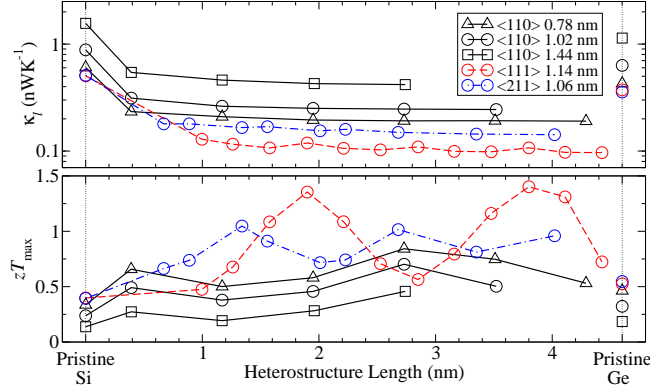 κl (nWK-1)
1
0.1
<110> 0.78 nm
<110> 1.02 nm
<110> 1.44 nm
<111> 1.14 nm
<211> 1.06 nm
zTmax
1.5
1
0.5
0
Pristine
Si
1
2
3
4
Pristine
Ge
Heterostructure Length (nm)